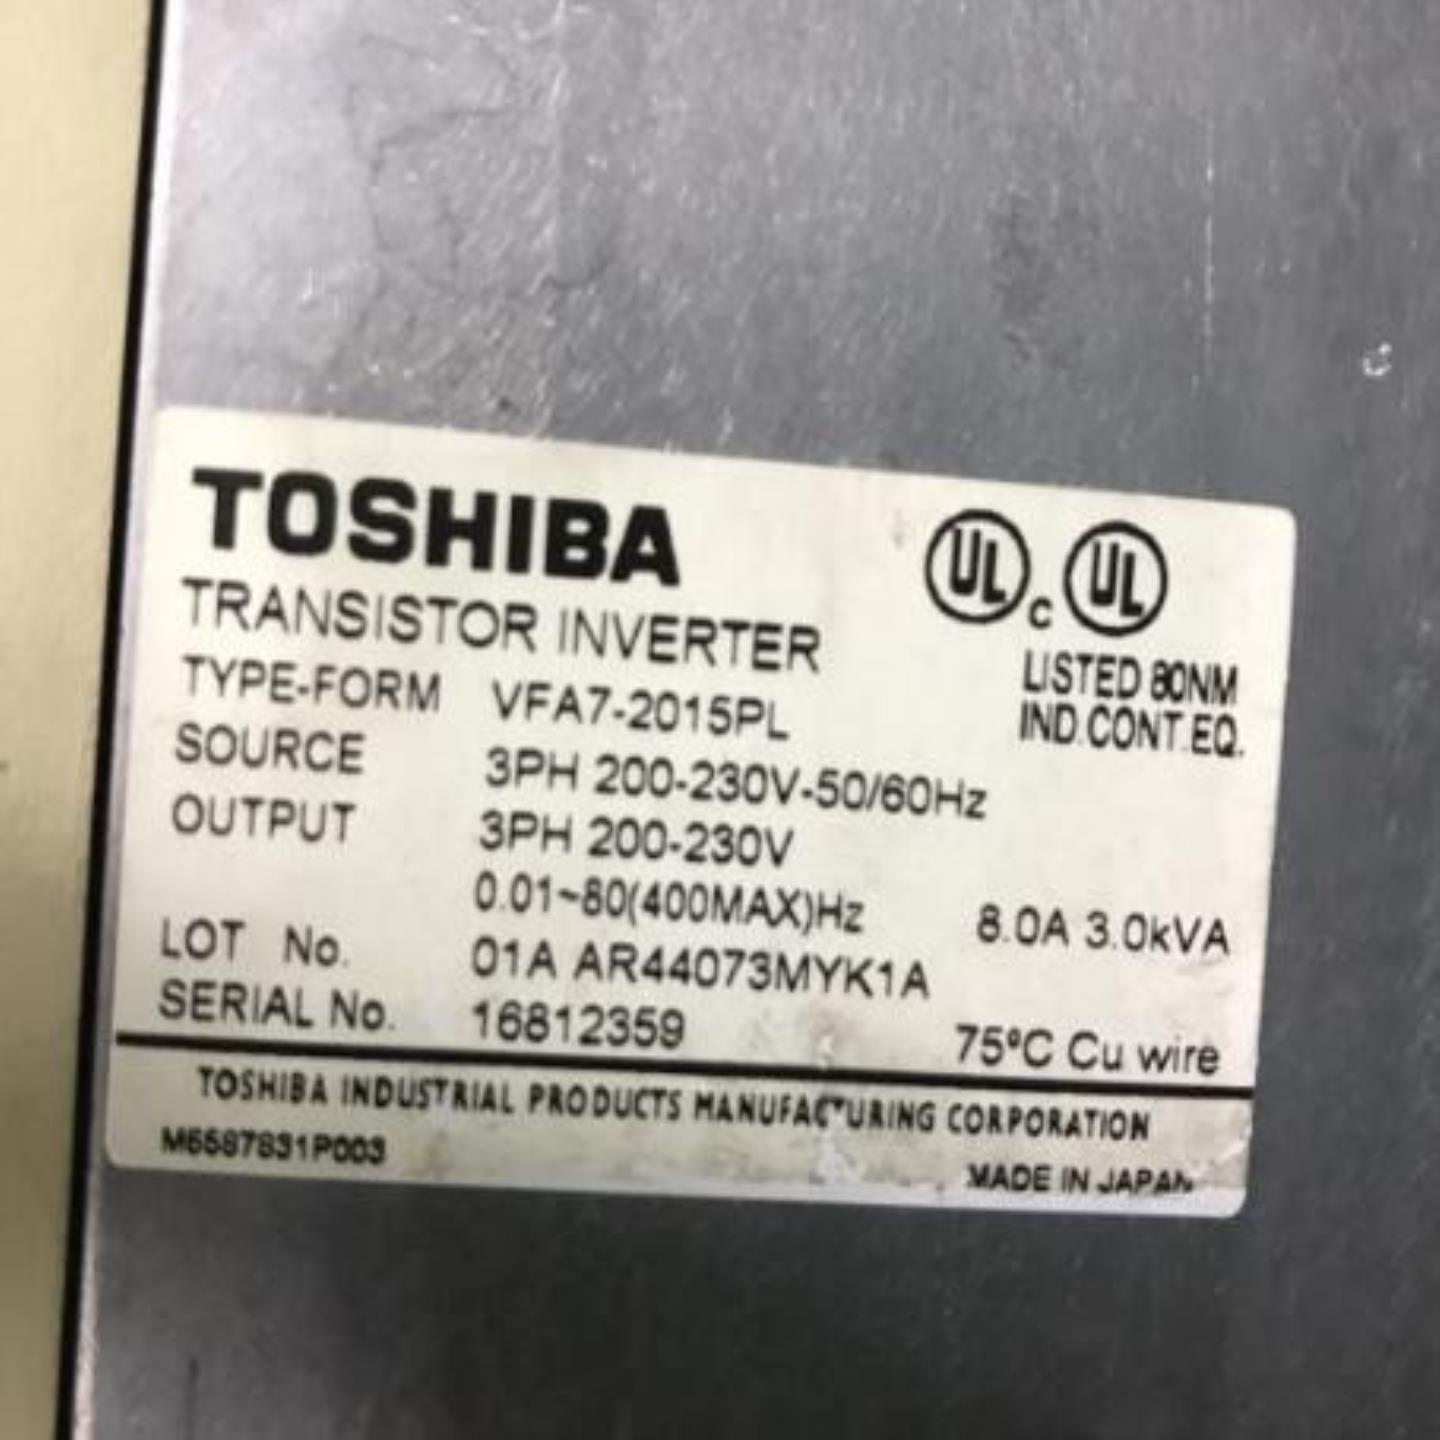 TOSHIBA
UL c UL
TRANSISTOR INVERTER
LISTED 80NM
IND.CONT.EQ.
TYPE-FORM VFA7-2015PL
SOURCE 3PH 200-230V-50/60Hz
OUTPUT 3PH 200-230V
0.01~80(400MAX)Hz 8.0A 3.0kVA
LOT No. 01A AR44073MYK1A
SERIAL No. 16812359 75°C Cu wire
TOSHIBA INDUSTRIAL PRODUCTS MANUFACTURING CORPORATION
M6587831P003 MADE IN JAPAN